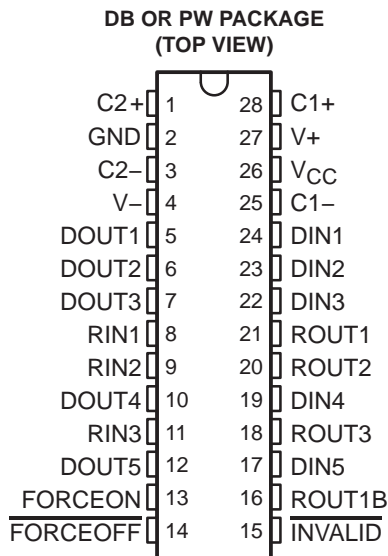 DB OR PW PACKAGE
(TOP VIEW)
C2+ 1 28 C1+
GND 2 27 V+
C2− 3 26 VCC
V− 4 25 C1−
DOUT1 5 24 DIN1
DOUT2 6 23 DIN2
DOUT3 7 22 DIN3
RIN1 8 21 ROUT1
RIN2 9 20 ROUT2
DOUT4 10 19 DIN4
RIN3 11 18 ROUT3
DOUT5 12 17 DIN5
FORCEON 13 16 ROUT1B
FORCEOFF 14 15 INVALID